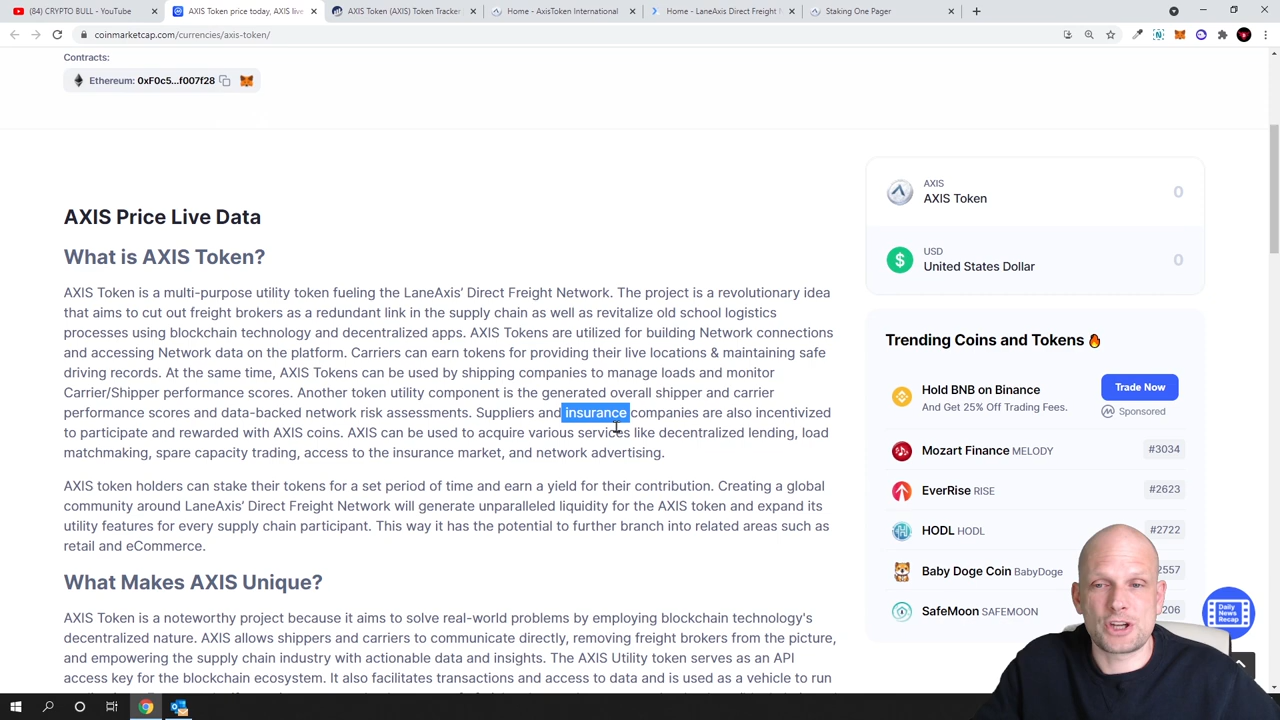 (84) CRYPTO BULL - YouTube
AXIS Token price today, AXIS live
AXIS Token (AXIS) Token Tracker
Home - AxisToken International
Home - LaneAxis Direct Freight
Staking One Pager
coinmarketcap.com/currencies/axis-token/
Contracts:
Ethereum: 0xF0c5...f007f28
AXIS Price Live Data
What is AXIS Token?
AXIS Token is a multi-purpose utility token fueling the LaneAxis' Direct Freight Network. The project is a revolutionary idea
that aims to cut out freight brokers as a redundant link in the supply chain as well as revitalize old school logistics
processes using blockchain technology and decentralized apps. AXIS Tokens are utilized for building Network connections
and accessing Network data on the platform. Carriers can earn tokens for providing their live locations & maintaining safe
driving records. At the same time, AXIS Tokens can be used by shipping companies to manage loads and monitor
Carrier/Shipper performance scores. Another token utility component is the generated overall shipper and carrier
performance scores and data-backed network risk assessments. Suppliers and insurance companies are also incentivized
to participate and rewarded with AXIS coins. AXIS can be used to acquire various services like decentralized lending, load
matchmaking, spare capacity trading, access to the insurance market, and network advertising.
AXIS token holders can stake their tokens for a set period of time and earn a yield for their contribution. Creating a global
community around LaneAxis' Direct Freight Network will generate unparalleled liquidity for the AXIS token and expand its
utility features for every supply chain participant. This way it has the potential to further branch into related areas such as
retail and eCommerce.
What Makes AXIS Unique?
AXIS Token is a noteworthy project because it aims to solve real-world problems by employing blockchain technology's
decentralized nature. AXIS allows shippers and carriers to communicate directly, removing freight brokers from the picture,
and empowering the supply chain industry with actionable data and insights. The AXIS Utility token serves as an API
access key for the blockchain ecosystem. It also facilitates transactions and access to data and is used as a vehicle to run
AXIS
AXIS Token
0
USD
United States Dollar
0
Trending Coins and Tokens
Hold BNB on Binance
And Get 25% Off Trading Fees.
Trade Now
Sponsored
Mozart Finance MELODY
#3034
EverRise RISE
#2623
HODL HODL
#2722
Baby Doge Coin BabyDoge
2557
SafeMoon SAFEMOON
206
Daily
News
Recap